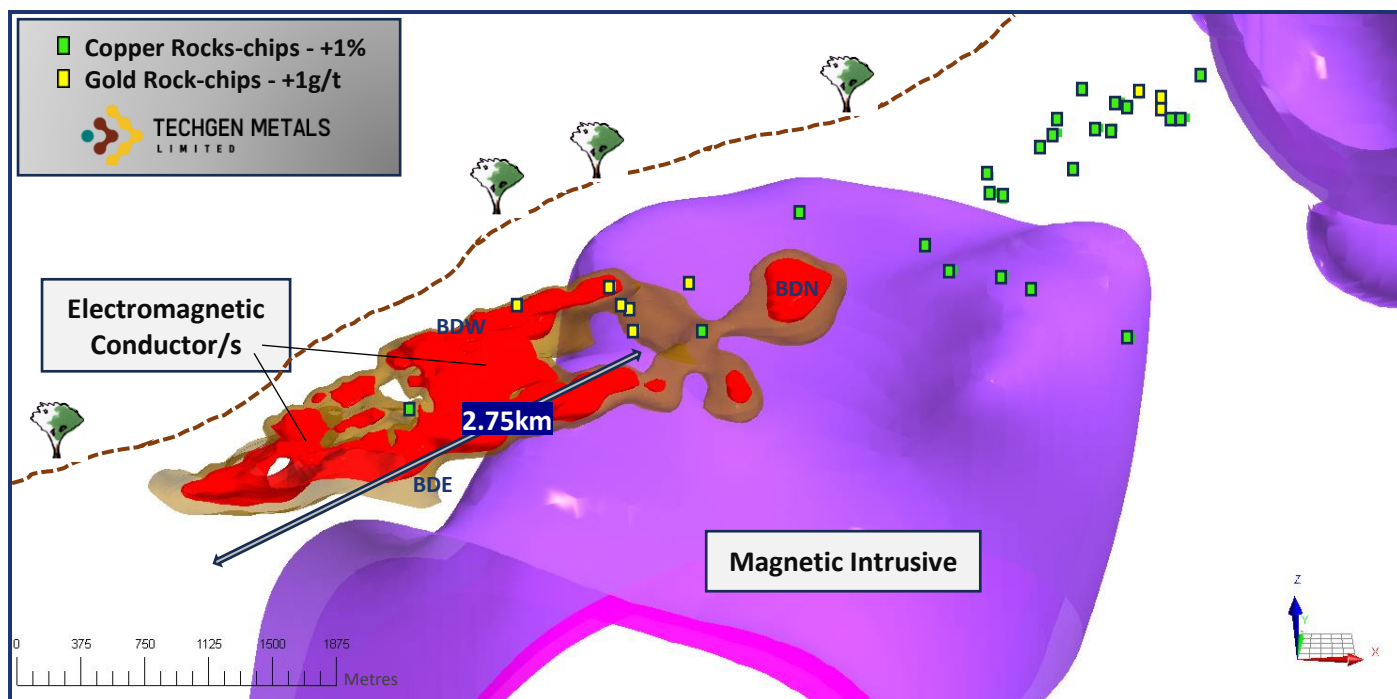 Copper Rocks-chips - +1%
Gold Rock-chips - +1g/t
TECHGEN METALS
LIMITED
Electromagnetic
Conductor/s
BDW
BDN
2.75km
BDE
Magnetic Intrusive
0 375 750 1125 1500 1875
Metres
Z
Y
X